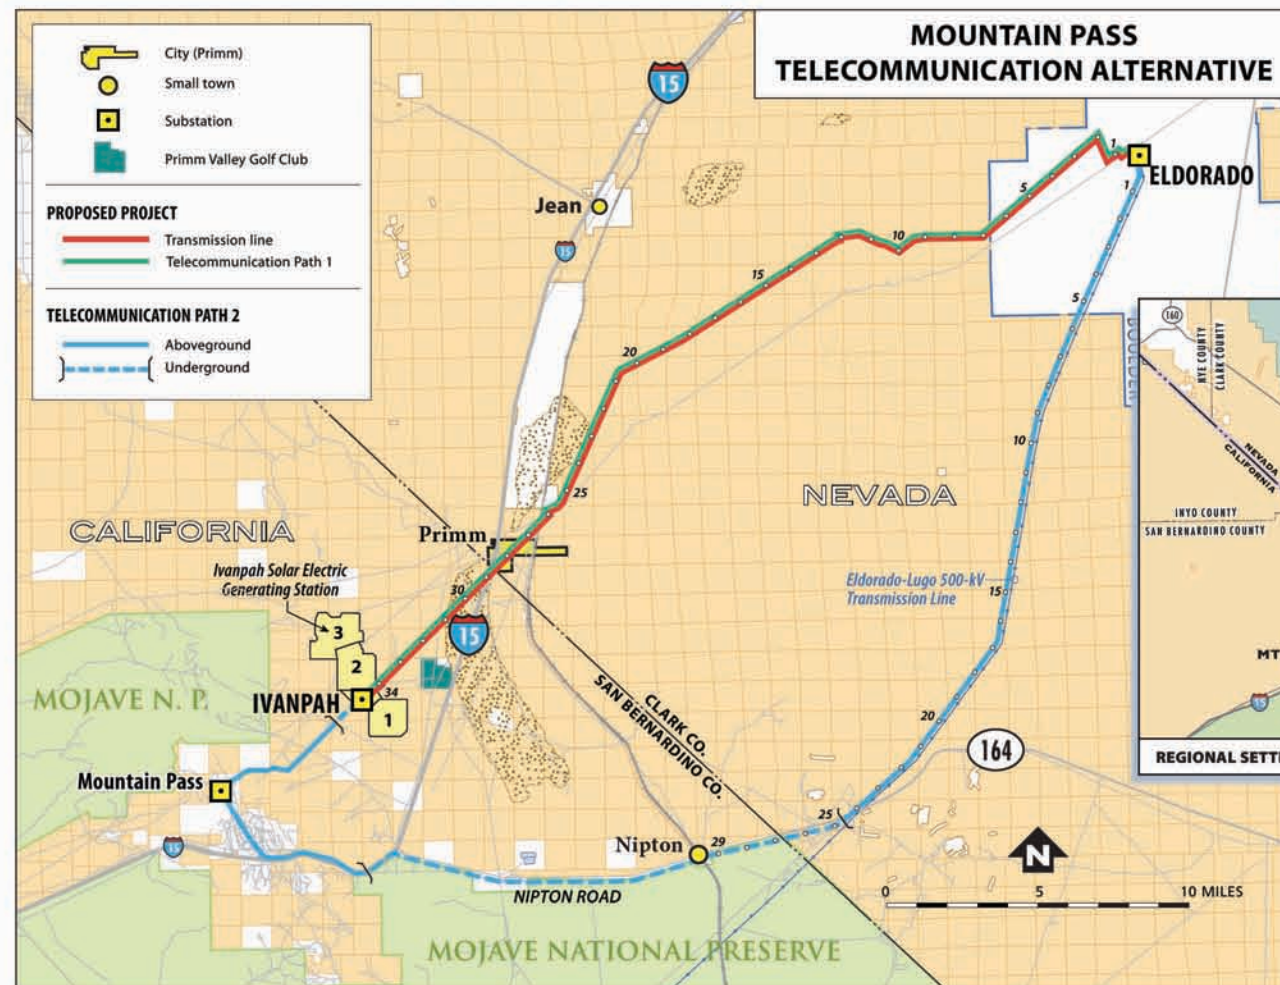 MOUNTAIN PASS
TELECOMMUNICATION ALTERNATIVE
City (Primm)
Small town
Substation
Primm Valley Golf Club
PROPOSED PROJECT
Transmission line
Telecommunication Path 1
TELECOMMUNICATION PATH 2
Aboveground
Underground
15
1
ELDORADO
1
5
Jean
15
10
15
5
BOULDER
20
10
25
NEVADA
CALIFORNIA
Primm
Ivanpah Solar Electric
Generating Station
Eldorado-Lugo 500-kV
Transmission Line
15
30
15
3
2
34
1
IVANPAH
MOJAVE N. P.
CLARK CO.
SAN BERNARDINO CO.
20
164
Mountain Pass
25
15
Nipton
29
NIPTON ROAD
MOJAVE NATIONAL PRESERVE
N
0 5 10 MILES
160
NYE COUNTY
CLARK COUNTY
NEVADA
CALIFORNIA
INYO COUNTY
SAN BERNARDINO COUNTY
MT
15
REGIONAL SETTI